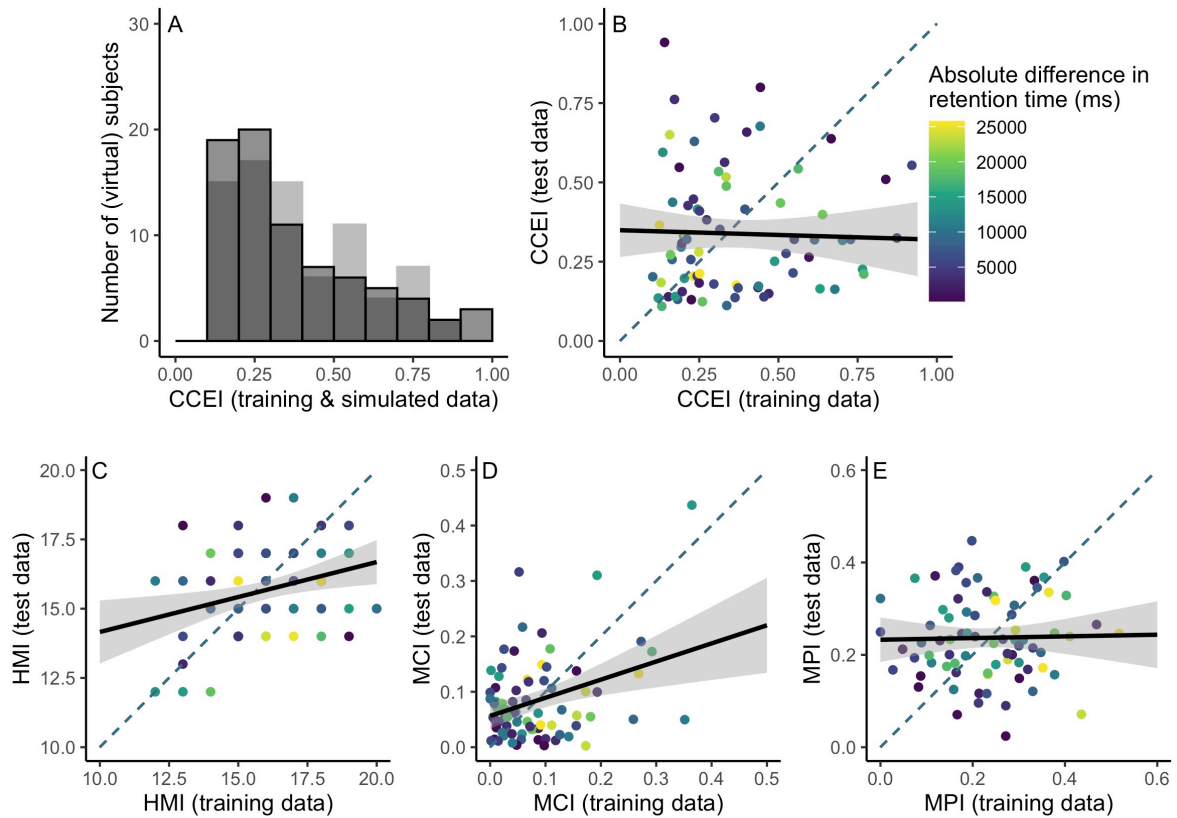 A
30
20
10
0
Number of (virtual) subjects
0.00 0.25 0.50 0.75 1.00
CCEI (training & simulated data)
B
1.00
0.75
0.50
0.25
0.00
CCEI (test data)
0.00 0.25 0.50 0.75 1.00
CCEI (training data)
Absolute difference in
retention time (ms)
25000
20000
15000
10000
5000
C
20.0
17.5
15.0
12.5
10.0
HMI (test data)
10.0 12.5 15.0 17.5 20.0
HMI (training data)
D
0.5
0.4
0.3
0.2
0.1
0.0
MCI (test data)
0.0 0.1 0.2 0.3 0.4 0.5
MCI (training data)
E
0.6
0.4
0.2
0.0
MPI (test data)
0.0 0.2 0.4 0.6
MPI (training data)